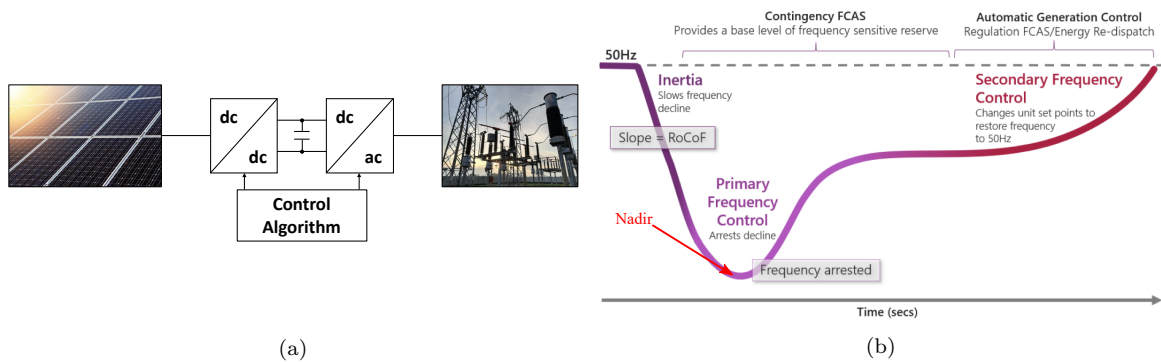 dc
dc
dc
ac
Control
Algorithm
(a)
Contingency FCAS
Provides a base level of frequency sensitive reserve
Automatic Generation Control
Regulation FCAS/Energy Re-dispatch
50Hz
Inertia
Slows frequency
decline
Slope = RoCoF
Secondary Frequency
Control
Changes unit set points to
restore frequency
to 50Hz
Primary
Frequency
Control
Arrests decline
Nadir
Frequency arrested
Time (secs)
(b)